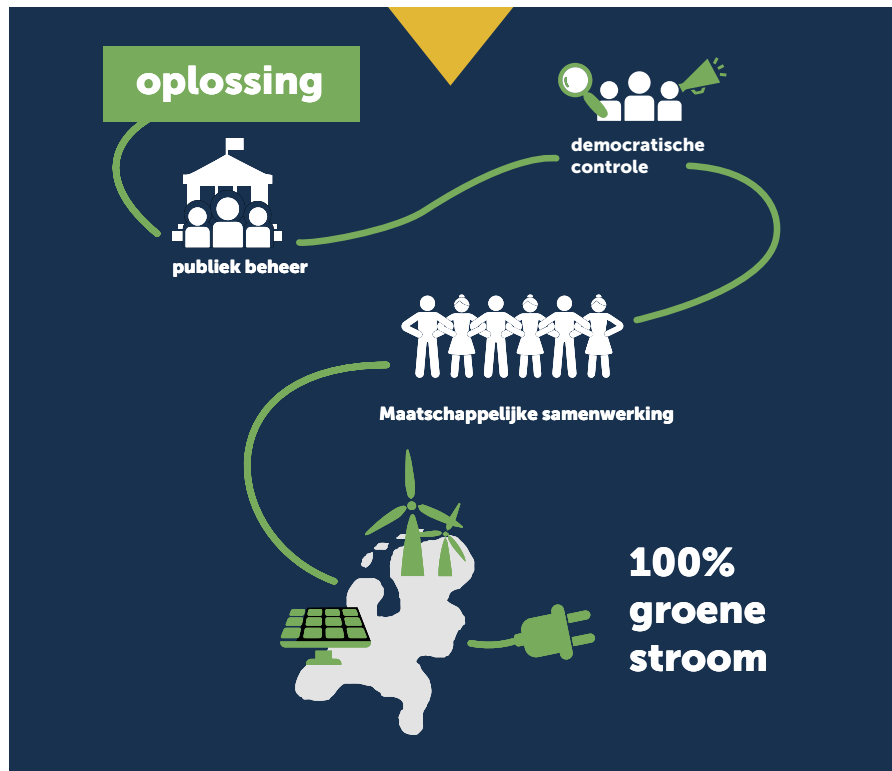 oplossing
publiek beheer
democratische
controle
Maatschappelijke samenwerking
100%
groene
stroom